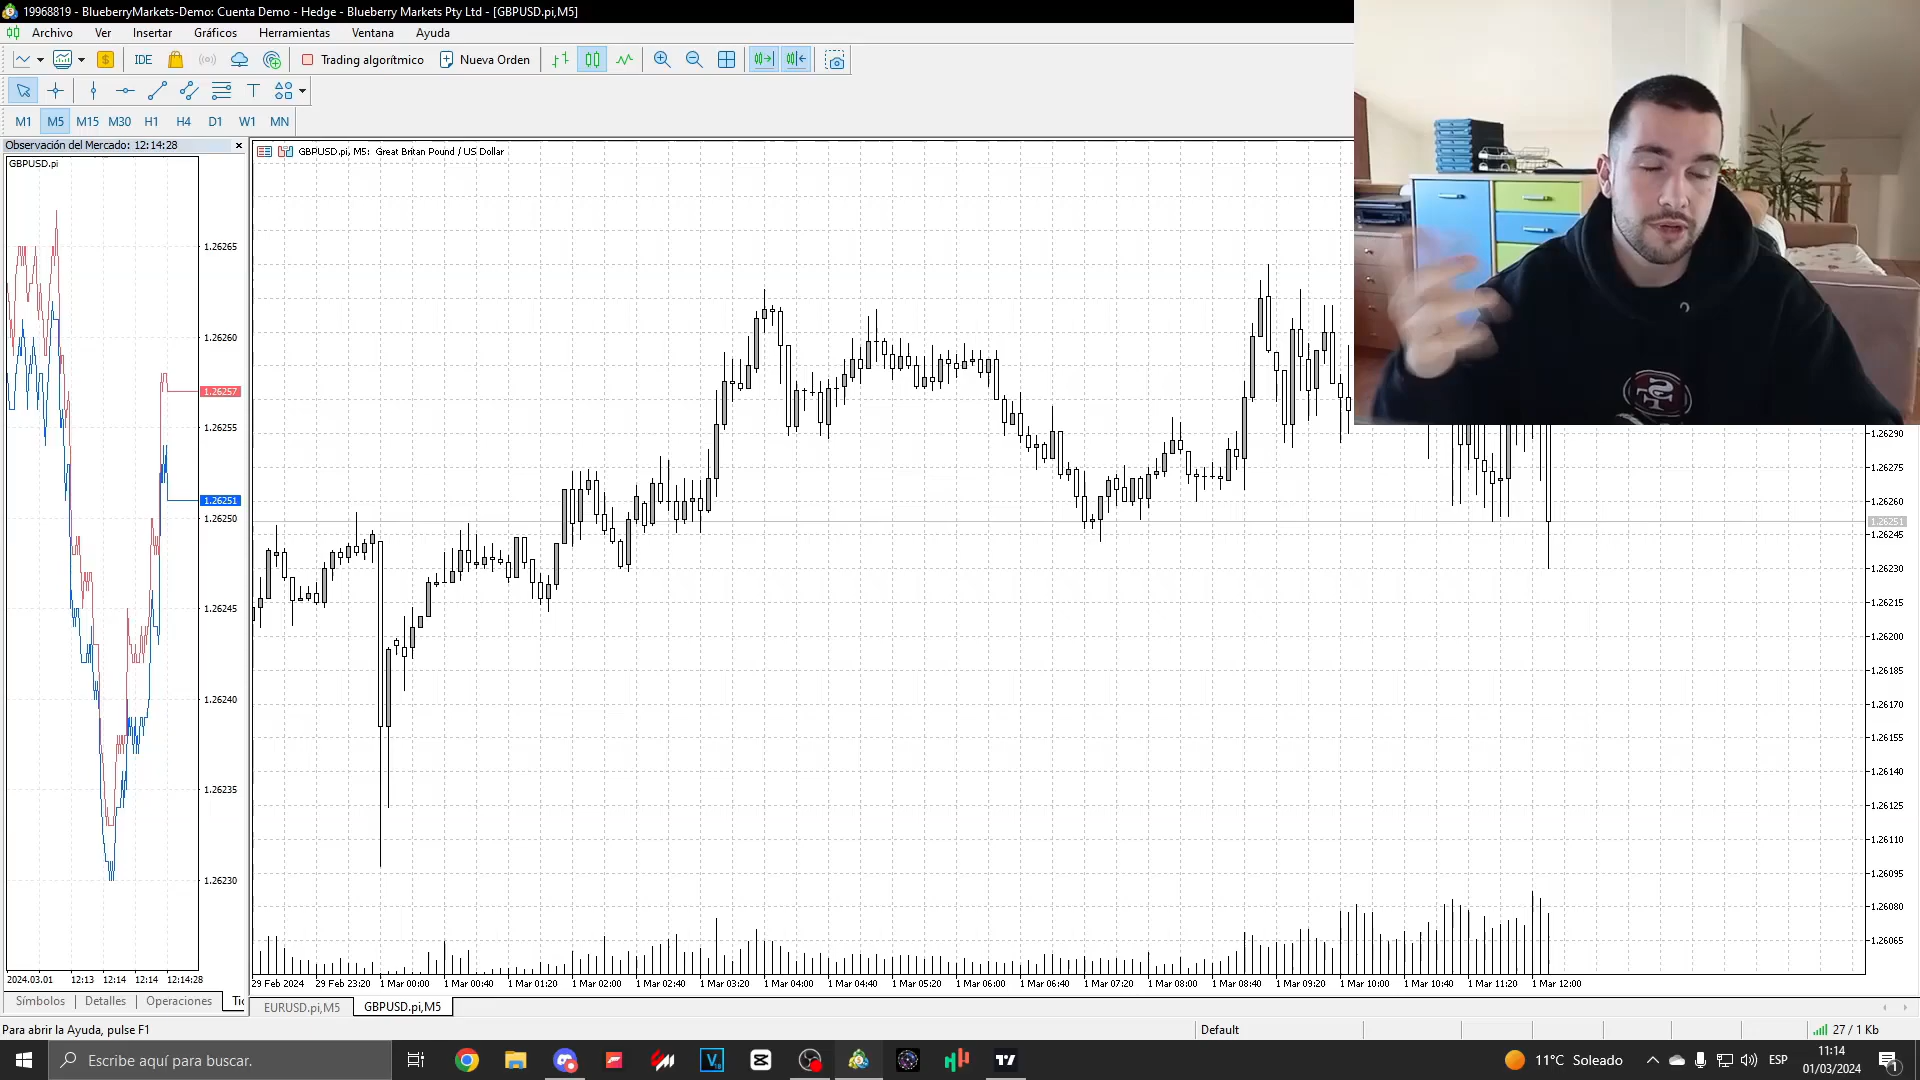 19968819 - BlueberryMarkets-Demo: Cuenta Demo - Hedge - Blueberry Markets Pty Ltd - [GBPUSD.pi,M5]
Archivo Ver Insertar Gráficos Herramientas Ventana Ayuda
IDE Trading algorítmico Nueva Orden
M1 M5 M15 M30 H1 H4 D1 W1 MN
Observación del Mercado: 12:14:28
GBPUSD.pi
1.26265
1.26260
1.26257
1.26255
1.26251
1.26250
1.26245
1.26240
1.26235
1.26230
2024.03.01 12:13 12:14 12:14 12:14:28
Símbolos Detalles Operaciones
GBPUSD.pi, M5: Great Britan Pound / US Dollar
1.26290
1.26275
1.26260
1.26251
1.26245
1.26230
1.26215
1.26200
1.26185
1.26170
1.26155
1.26140
1.26125
1.26110
1.26095
1.26080
1.26065
29 Feb 2024 29 Feb 23:20 1 Mar 00:00 1 Mar 00:40 1 Mar 01:20 1 Mar 02:00 1 Mar 02:40 1 Mar 03:20 1 Mar 04:00 1 Mar 04:40 1 Mar 05:20 1 Mar 06:00 1 Mar 06:40 1 Mar 07:20 1 Mar 08:00 1 Mar 08:40 1 Mar 09:20 1 Mar 10:00 1 Mar 10:40 1 Mar 11:20 1 Mar 12:00
EURUSD.pi,M5 GBPUSD.pi,M5
Para abrir la Ayuda, pulse F1
Default
27 / 1 Kb
SF
Escribe aquí para buscar.
11°C Soleado
ESP
11:14
01/03/2024
1